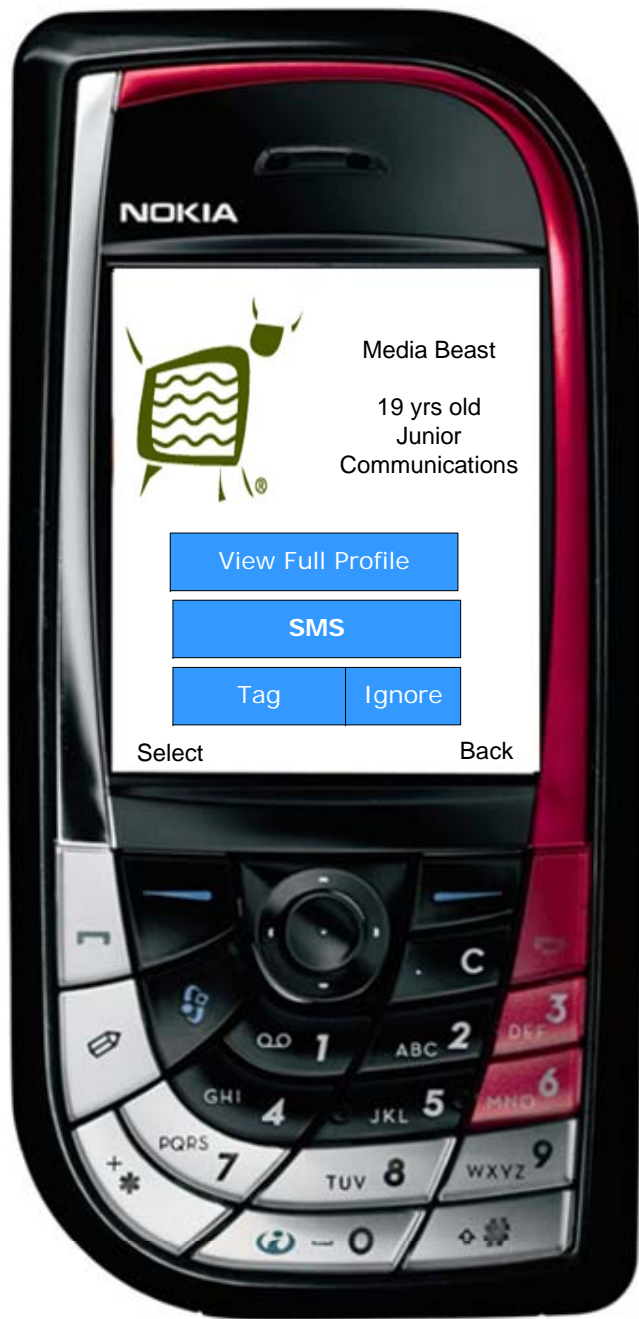 NOKIA
®
Media Beast
19 yrs old
Junior
Communications
View Full Profile
SMS
Tag Ignore
Select Back
C
1
ABC 2
DEF 3
GHI 4
JKL 5
MNO 6
PQRS 7
TUV 8
WXYZ 9
+ *
0
#